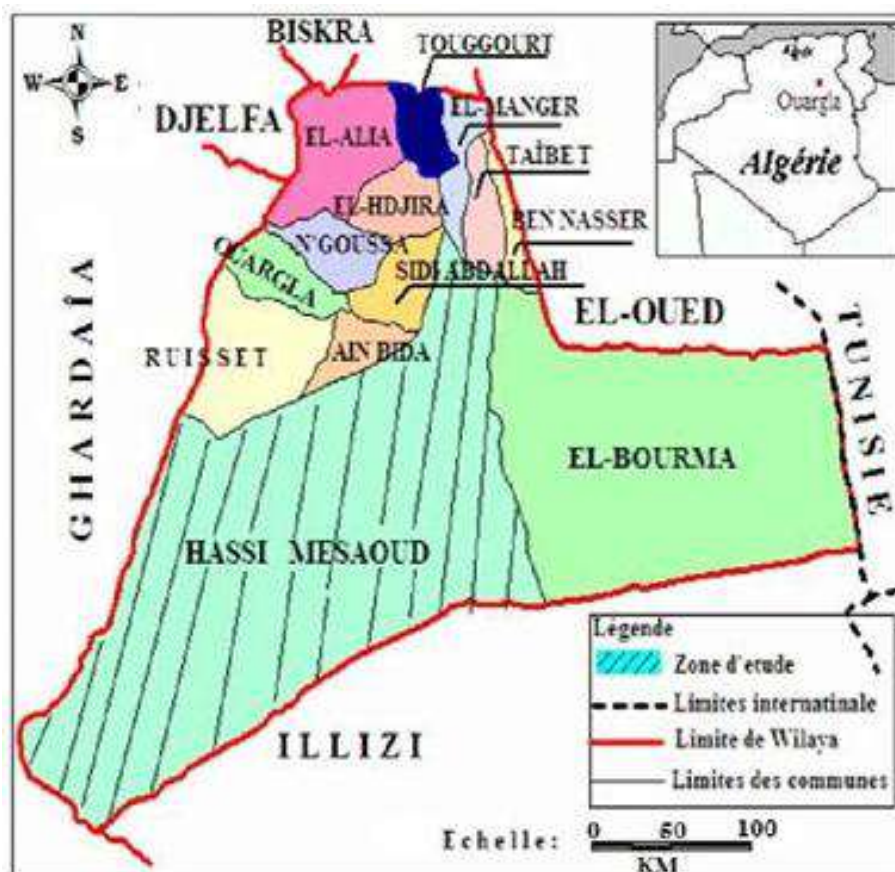 BISKRA
TOUGGOURT
N
W E
S
EL-MANGER
DJELFA
EL-ALIA
TAÎBET
Ouargla
Algérie
EL-HDJIRA
BEN NASSER
N'GOUSSA
OUARGLA
SIDI ABDALLAH
EL-OUED
TUNISIE
GHARDAÎA
RUISSET
AIN BIDA
EL-BOURMA
HASSI MESAOUD
Légende
Zone d'etude
Limites internatinale
Limite de Wilaya
Limites des communes
ILLIZI
Echelle: 0 50 100
KM